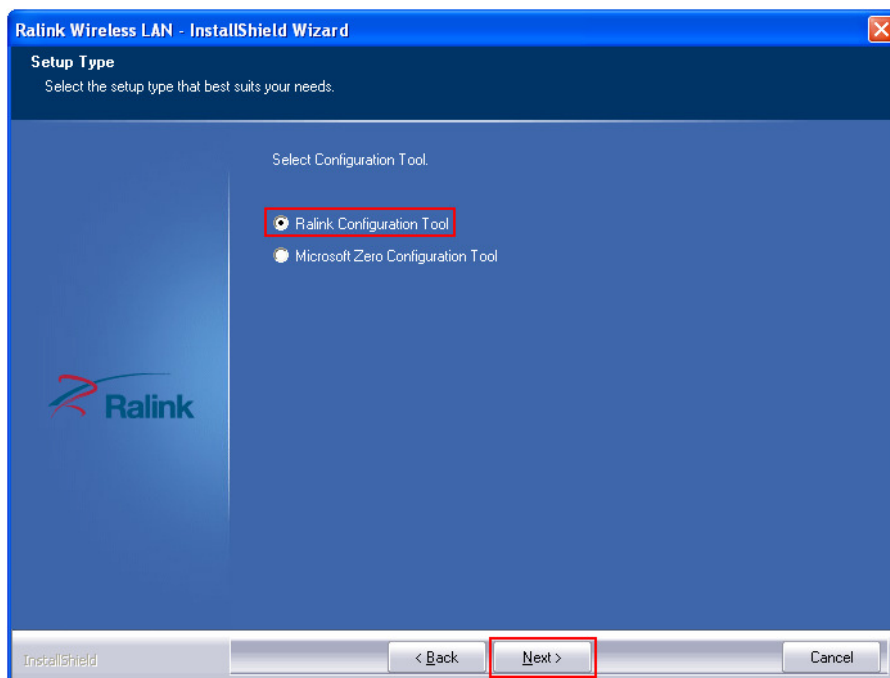 Ralink Wireless LAN - InstallShield Wizard
Setup Type
Select the setup type that best suits your needs.
Select Configuration Tool.
Ralink Configuration Tool
Microsoft Zero Configuration Tool
Ralink
InstallShield
< Back
Next >
Cancel